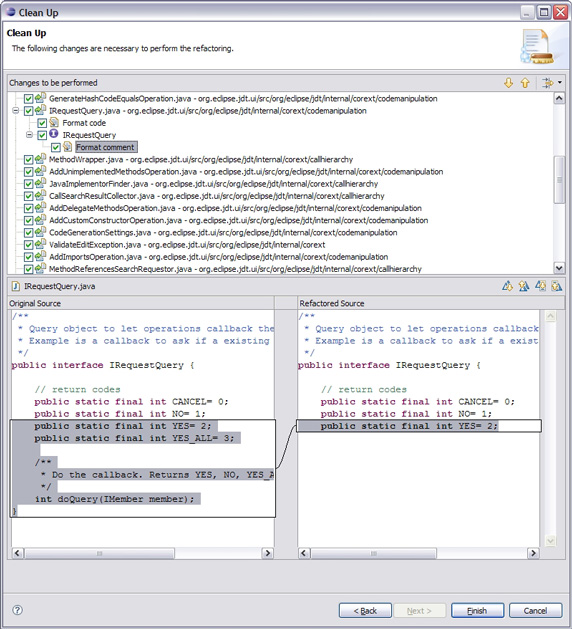 Clean Up
Clean Up
The following changes are necessary to perform the refactoring.
Changes to be performed
GenerateHashCodeEqualsOperation.java - org.eclipse.jdt.ui/src/org/eclipse/jdt/internal/corext/codemanipulation
IRequestQuery.java - org.eclipse.jdt.ui/src/org/eclipse/jdt/internal/corext/codemanipulation
Format code
IRequestQuery
Format comment
MethodWrapper.java - org.eclipse.jdt.ui/src/org/eclipse/jdt/internal/corext/callhierarchy
AddUnimplementedMethodsOperation.java - org.eclipse.jdt.ui/src/org/eclipse/jdt/internal/corext/codemanipulation
JavaImplementorFinder.java - org.eclipse.jdt.ui/src/org/eclipse/jdt/internal/corext/callhierarchy
CallSearchResultCollector.java - org.eclipse.jdt.ui/src/org/eclipse/jdt/internal/corext/callhierarchy
AddDelegateMethodsOperation.java - org.eclipse.jdt.ui/src/org/eclipse/jdt/internal/corext/codemanipulation
AddCustomConstructorOperation.java - org.eclipse.jdt.ui/src/org/eclipse/jdt/internal/corext/codemanipulation
CodeGenerationSettings.java - org.eclipse.jdt.ui/src/org/eclipse/jdt/internal/corext/codemanipulation
ValidateEditException.java - org.eclipse.jdt.ui/src/org/eclipse/jdt/internal/corext
AddImportsOperation.java - org.eclipse.jdt.ui/src/org/eclipse/jdt/internal/corext/codemanipulation
MethodReferencesSearchRequestor.java - org.eclipse.jdt.ui/src/org/eclipse/jdt/internal/corext/callhierarchy
IRequestQuery.java
Original Source
/**
* Query object to let operations callback the
* Example is a callback to ask if a existing
*/
public interface IRequestQuery {
// return codes
public static final int CANCEL= 0;
public static final int NO= 1;
public static final int YES= 2;
public static final int YES_ALL= 3;
/**
* Do the callback. Returns YES, NO, YES_A
*/
int doQuery(IMember member);
}
Refactored Source
/**
* Query object to let operations callback
* Example is a callback to ask if a exist
*/
public interface IRequestQuery {
// return codes
public static final int CANCEL= 0;
public static final int NO= 1;
public static final int YES= 2;
< Back
Next >
Finish
Cancel